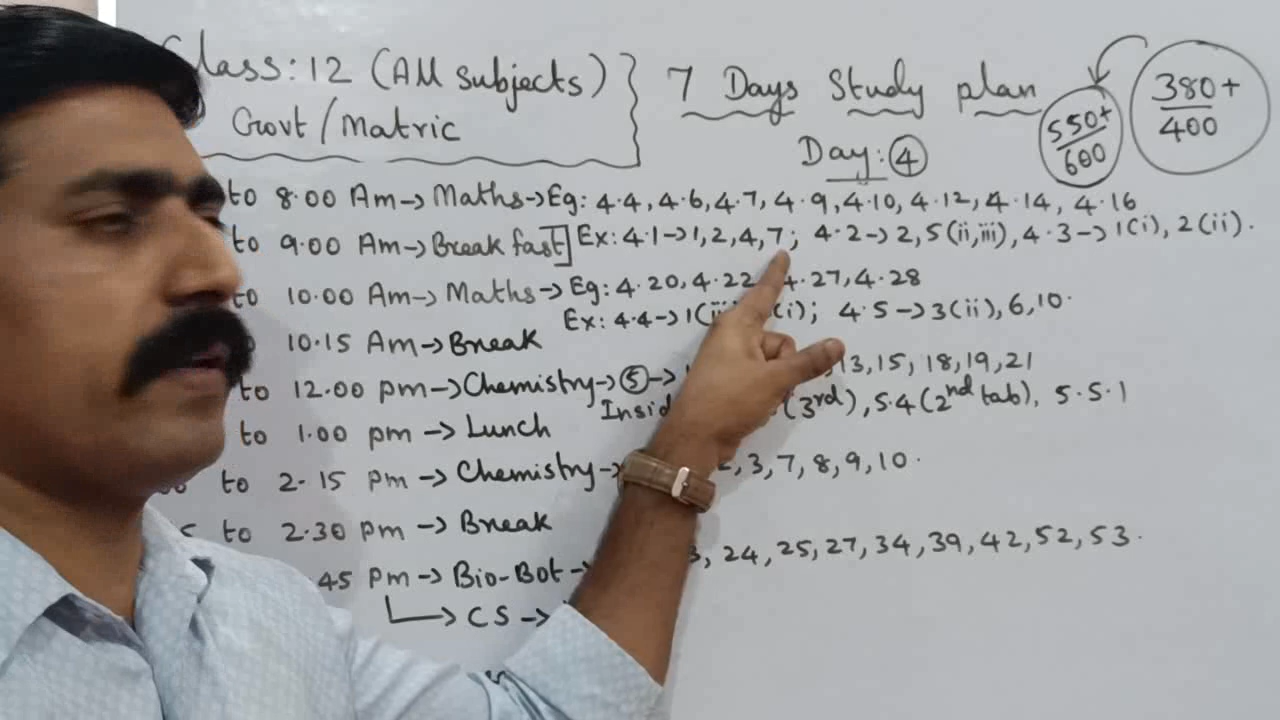 Class: 12 (All subjects)
Govt / Matric
7 Days Study plan
380+
400
550+
600
Day: 4
to 8.00 Am → Maths → Eg: 4.4, 4.6, 4.7, 4.9, 4.10, 4.12, 4.14, 4.16
to 9.00 Am → Breakfast] Ex: 4.1 → 1, 2, 4, 7; 4.2 → 2, 5 (ii, iii), 4.3 → 1(i), 2(ii).
to 10.00 Am → Maths → Eg: 4.20, 4.22 4.27, 4.28
Ex: 4.4 → 1 (i); 4.5 → 3(ii), 6, 10.
10.15 Am → Break
to 12.00 pm → Chemistry → 5 → 13, 15, 18, 19, 21
(3rd), 5.4 (2nd tab), 5.5.1
to 1.00 pm → Lunch
to 2.15 pm → Chemistry → 3, 7, 8, 9, 10.
to 2.30 pm → Break
45 pm → Bio-Bot → 24, 25, 27, 34, 39, 42, 52, 53.
→ CS →